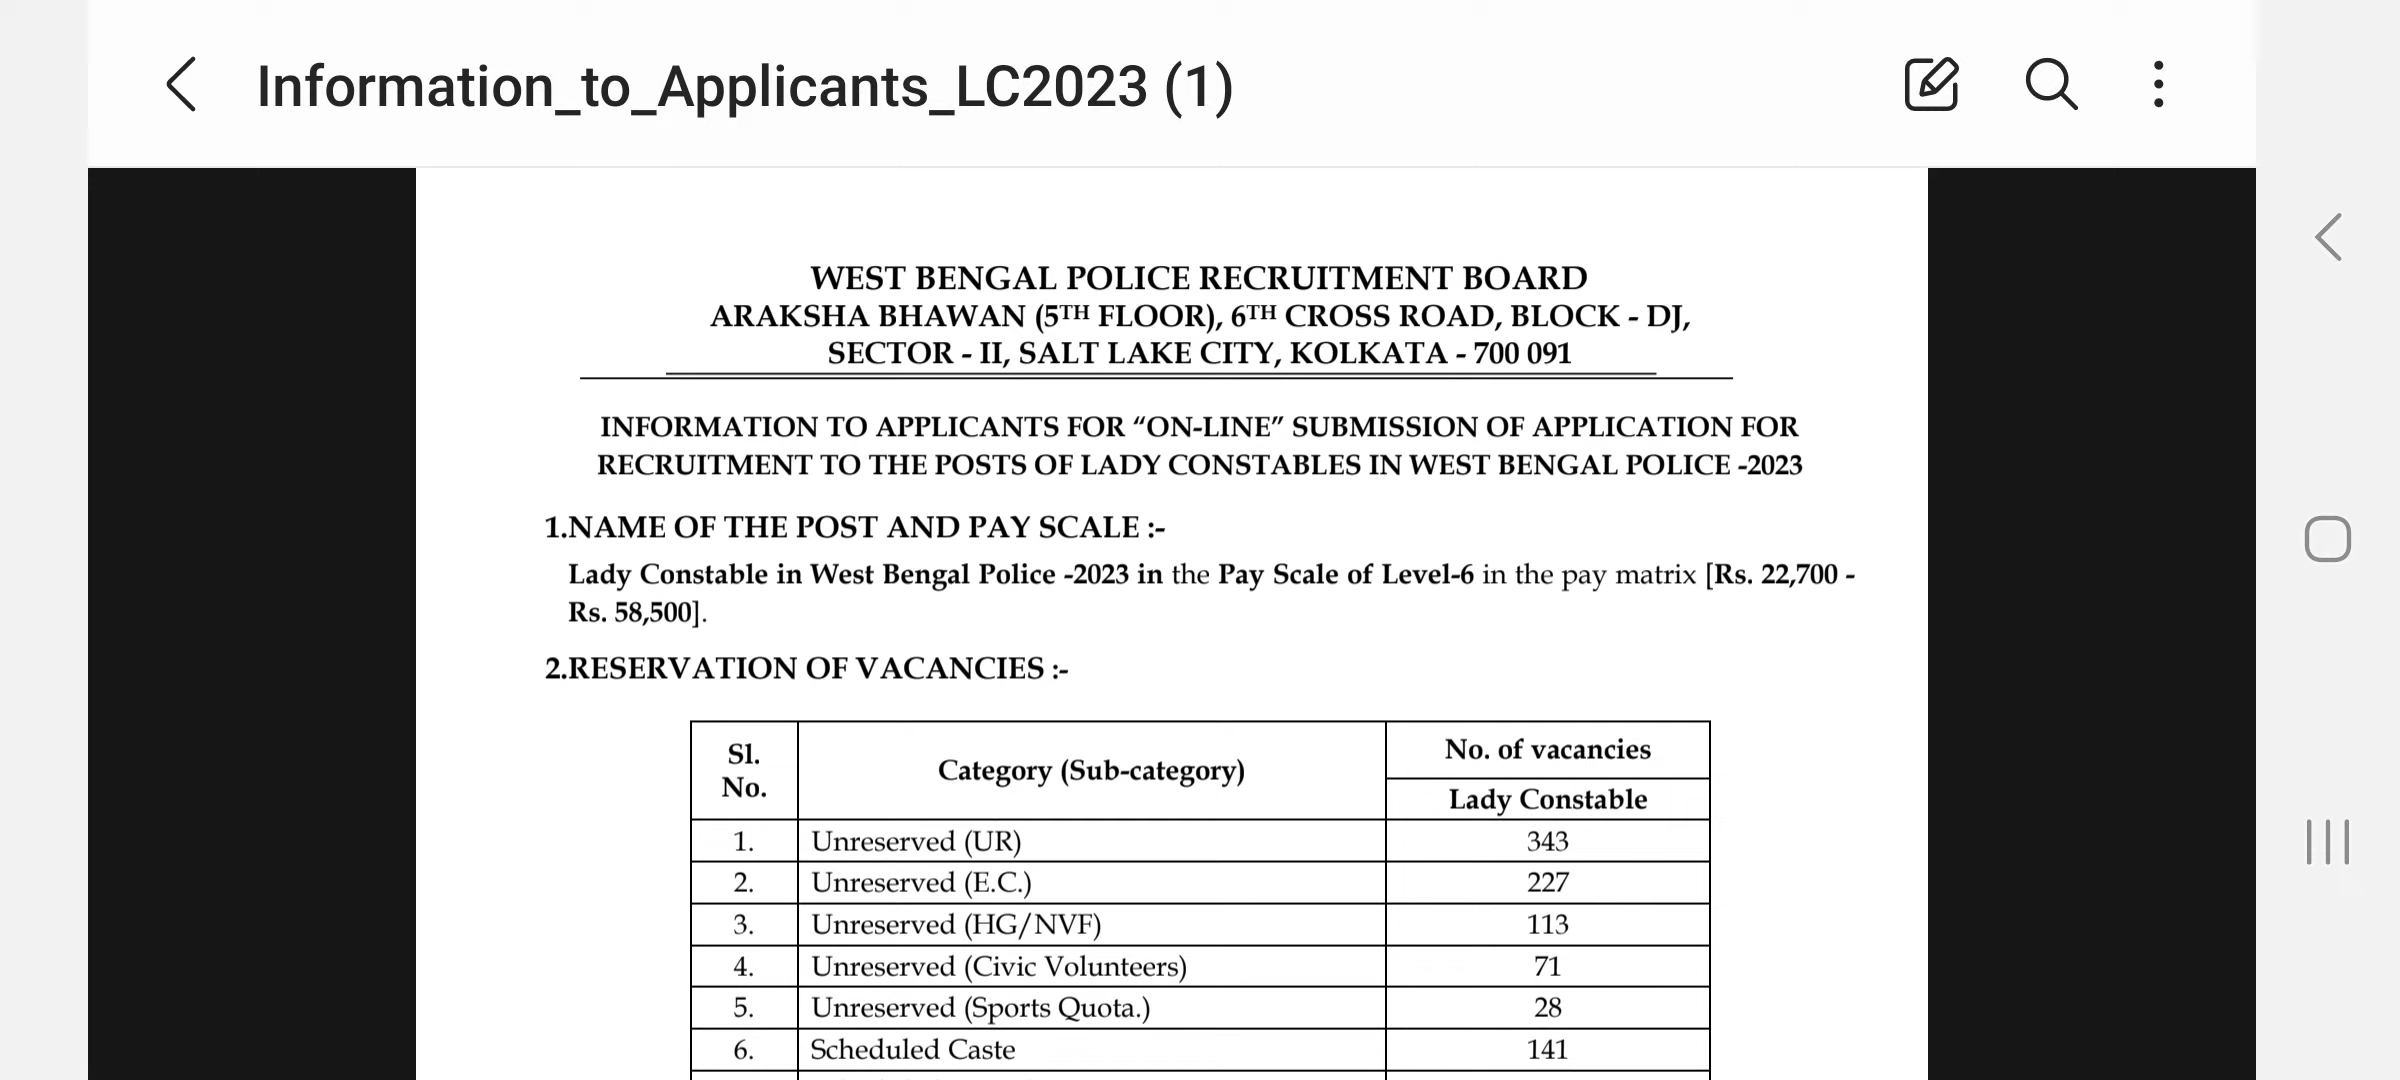 Information_to_Applicants_LC2023 (1)
WEST BENGAL POLICE RECRUITMENT BOARD
ARAKSHA BHAWAN (5TH FLOOR), 6TH CROSS ROAD, BLOCK - DJ,
SECTOR - II, SALT LAKE CITY, KOLKATA - 700 091
INFORMATION TO APPLICANTS FOR “ON-LINE” SUBMISSION OF APPLICATION FOR
RECRUITMENT TO THE POSTS OF LADY CONSTABLES IN WEST BENGAL POLICE -2023
1.NAME OF THE POST AND PAY SCALE :-
Lady Constable in West Bengal Police -2023 in the Pay Scale of Level-6 in the pay matrix [Rs. 22,700 -
Rs. 58,500].
2.RESERVATION OF VACANCIES :-
Sl. No. Category (Sub-category) No. of vacancies
Lady Constable
1. Unreserved (UR) 343
2. Unreserved (E.C.) 227
3. Unreserved (HG/NVF) 113
4. Unreserved (Civic Volunteers) 71
5. Unreserved (Sports Quota.) 28
6. Scheduled Caste 141